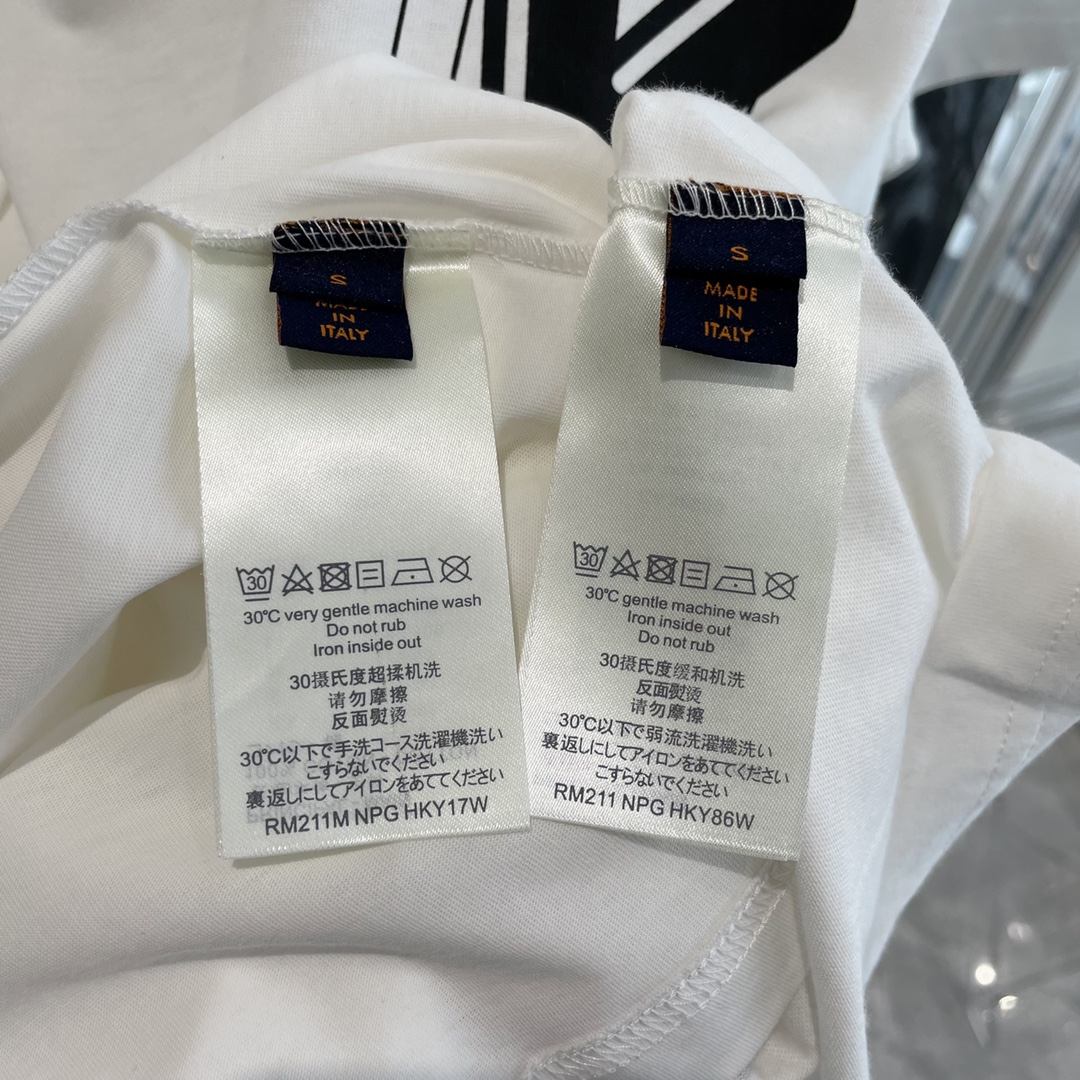 S
MADE
IN
ITALY
30
30℃ very gentle machine wash
Do not rub
Iron inside out
30摄氏度超揉机洗
请勿摩擦
反面熨烫
30℃以下で手洗コース洗濯機洗い
こすらないでください
裏返しにしてアイロンをあててください
RM211M NPG HKY17W
S
MADE
IN
ITALY
30
30℃ gentle machine wash
Iron inside out
Do not rub
30摄氏度缓和机洗
反面熨烫
请勿摩擦
30℃以下で弱流洗濯機洗い
裏返しにしてアイロンをあててください
こすらないでください
RM211 NPG HKY86W